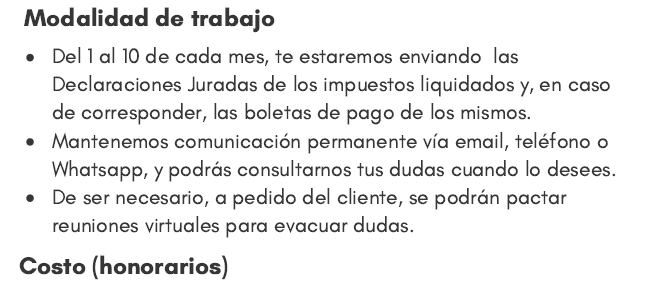 Modalidad de trabajo
• Del 1 al 10 de cada mes, te estaremos enviando  las
Declaraciones Juradas de los impuestos liquidados y, en caso
de corresponder, las boletas de pago de los mismos.
• Mantenemos comunicación permanente vía email, teléfono o
Whatsapp, y podrás consultarnos tus dudas cuando lo desees.
• De ser necesario, a pedido del cliente, se podrán pactar
reuniones virtuales para evacuar dudas.
Costo (honorarios)